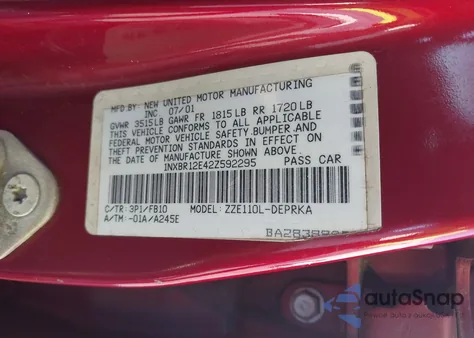 MFD BY: NEW UNITED MOTOR MANUFACTURING
INC 07/01
GVWR 3515LB GAWR FR 1815LB RR 1720LB
THIS VEHICLE CONFORMS TO ALL APPLICABLE
FEDERAL MOTOR VEHICLE SAFETY, BUMPER, AND
THEFT PREVENTION STANDARDS IN EFFECT ON
THE DATE OF MANUFACTURE SHOWN ABOVE.
1NXBR12E42Z592295 PASS CAR
C/TR: 3P1/FB10 MODEL: ZZE110L-DEPRKA
A/TM: -01A/A245E
autoSnap